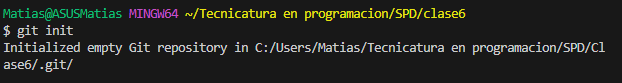 Matias@ASUSMatias MINGW64 ~/Tecnicatura en programacion/SPD/clase6
$ git init
Initialized empty Git repository in C:/Users/Matias/Tecnicatura en programacion/SPD/Cl
ase6/.git/